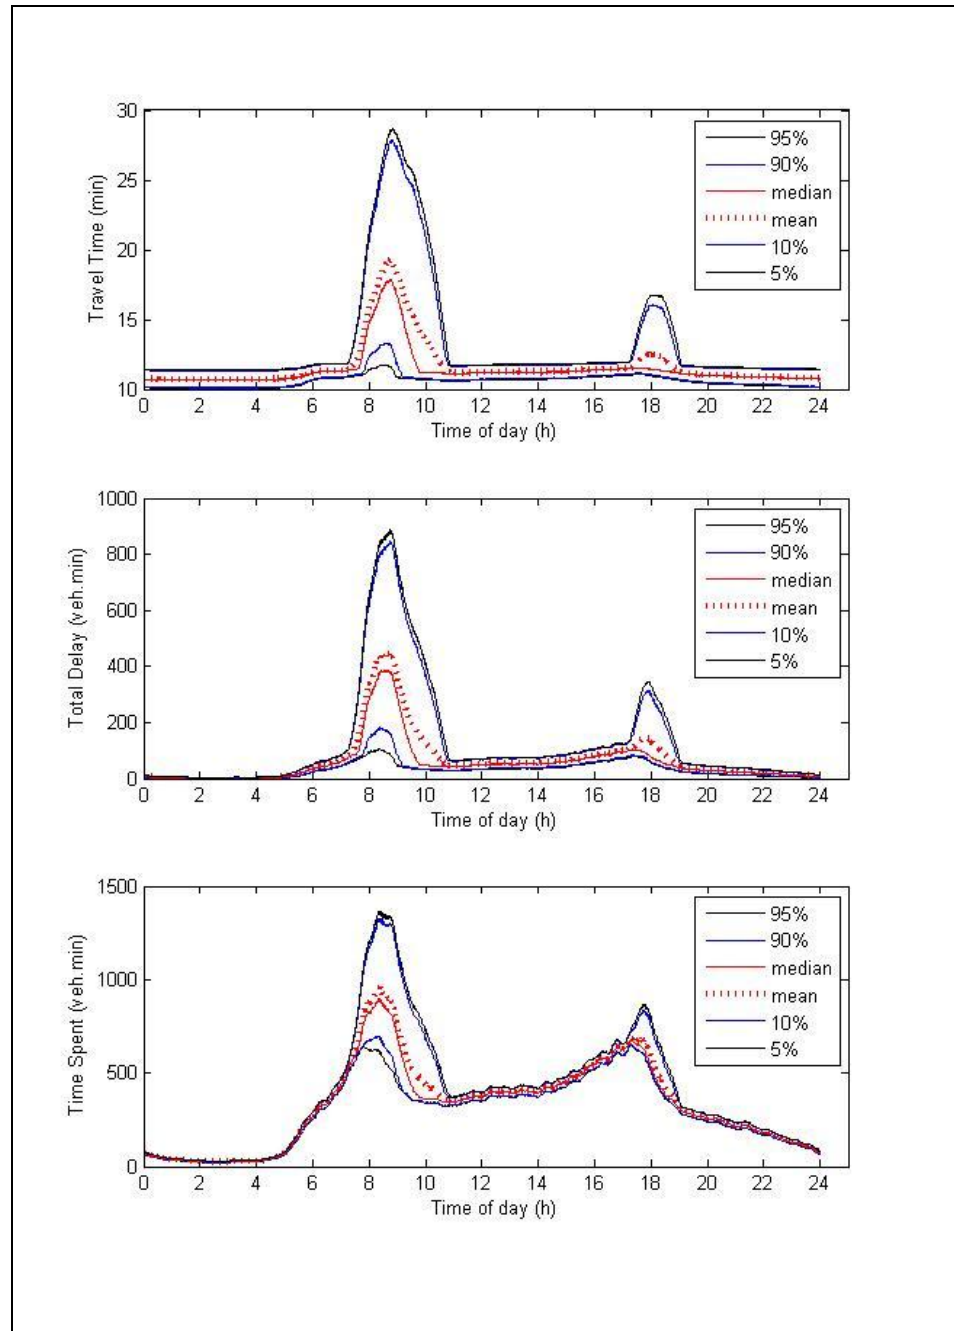 30
25
20
15
10
Travel Time (min)
0 2 4 6 8 10 12 14 16 18 20 22 24
Time of day (h)
95%
90%
median
mean
10%
5%
1000
800
600
400
200
0
Total Delay (veh.min)
0 2 4 6 8 10 12 14 16 18 20 22 24
Time of day (h)
95%
90%
median
mean
10%
5%
1500
1000
500
0
Time Spent (veh.min)
0 2 4 6 8 10 12 14 16 18 20 22 24
Time of day (h)
95%
90%
median
mean
10%
5%